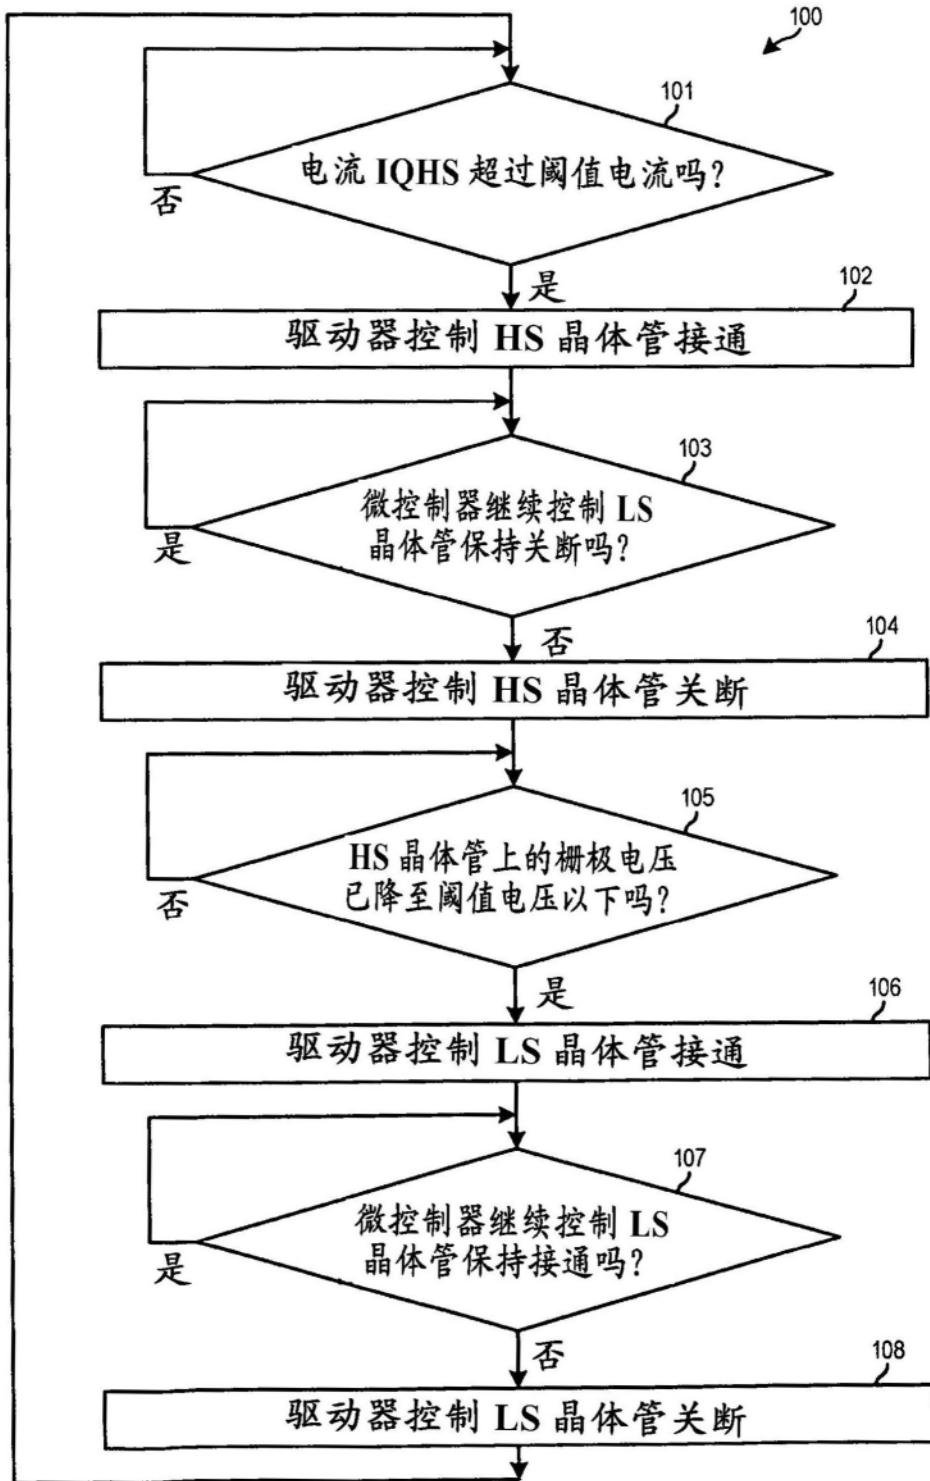 100
101
电流 IQHS 超过阈值电流吗?
否
是
102
驱动器控制 HS 晶体管接通
103
微控制器继续控制 LS
晶体管保持关断吗?
是
否
104
驱动器控制 HS 晶体管关断
105
HS 晶体管上的栅极电压
已降至阈值电压以下吗?
否
是
106
驱动器控制 LS 晶体管接通
107
微控制器继续控制 LS
晶体管保持接通吗?
是
否
108
驱动器控制 LS 晶体管关断